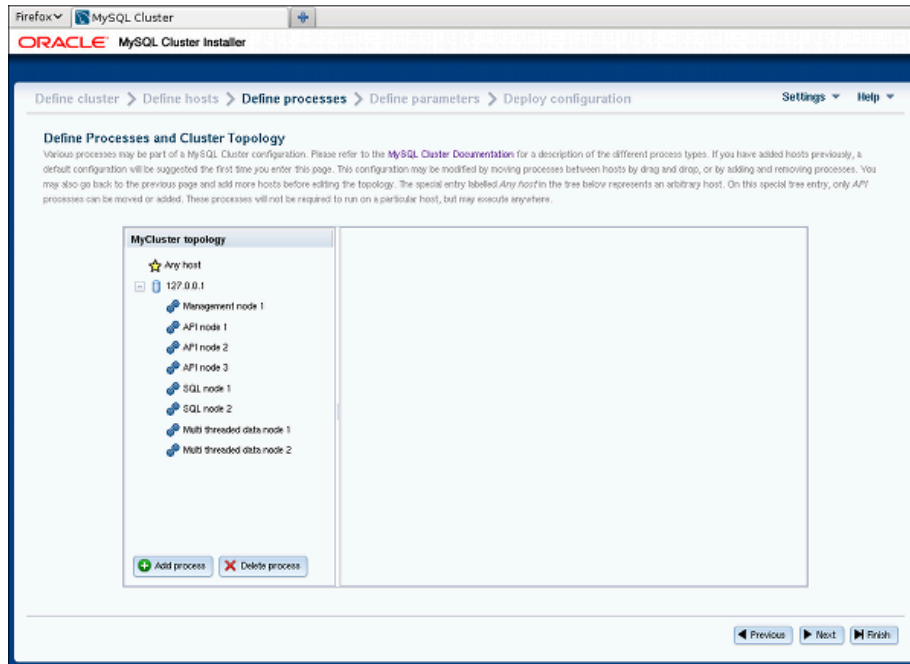 Firefox MySQL Cluster
ORACLE MySQL Cluster Installer
Define cluster Define hosts Define processes Define parameters Deploy configuration Settings Help
Define Processes and Cluster Topology
Various processes may be part of a MySQL Cluster configuration. Please refer to the MySQL Cluster Documentation for a description of the different process types. If you have added hosts previously, a
default configuration will be suggested the first time you enter this page. This configuration may be modified by moving processes between hosts by drag and drop, or by adding and removing processes. You
may also go back to the previous page and add more hosts before editing the topology. The special entry labelled Any host in the tree below represents an arbitrary host. On this special tree entry, only API
processes can be moved or added. These processes will not be required to run on a particular host, but may execute anywhere.
MyCluster topology
Any host
127.0.0.1
Management node 1
API node 1
API node 2
API node 3
SQL node 1
SQL node 2
Multi threaded data node 1
Multi threaded data node 2
Add process Delete process
Previous Next Finish